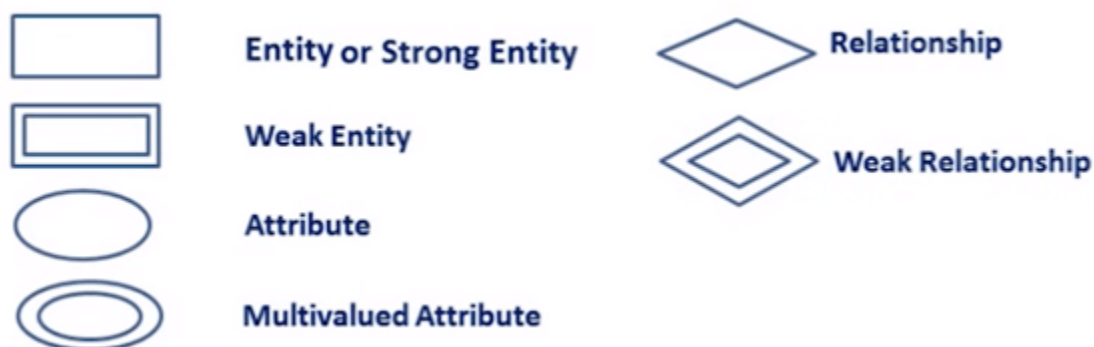 Entity or Strong Entity
Weak Entity
Attribute
Multivalued Attribute
Relationship
Weak Relationship